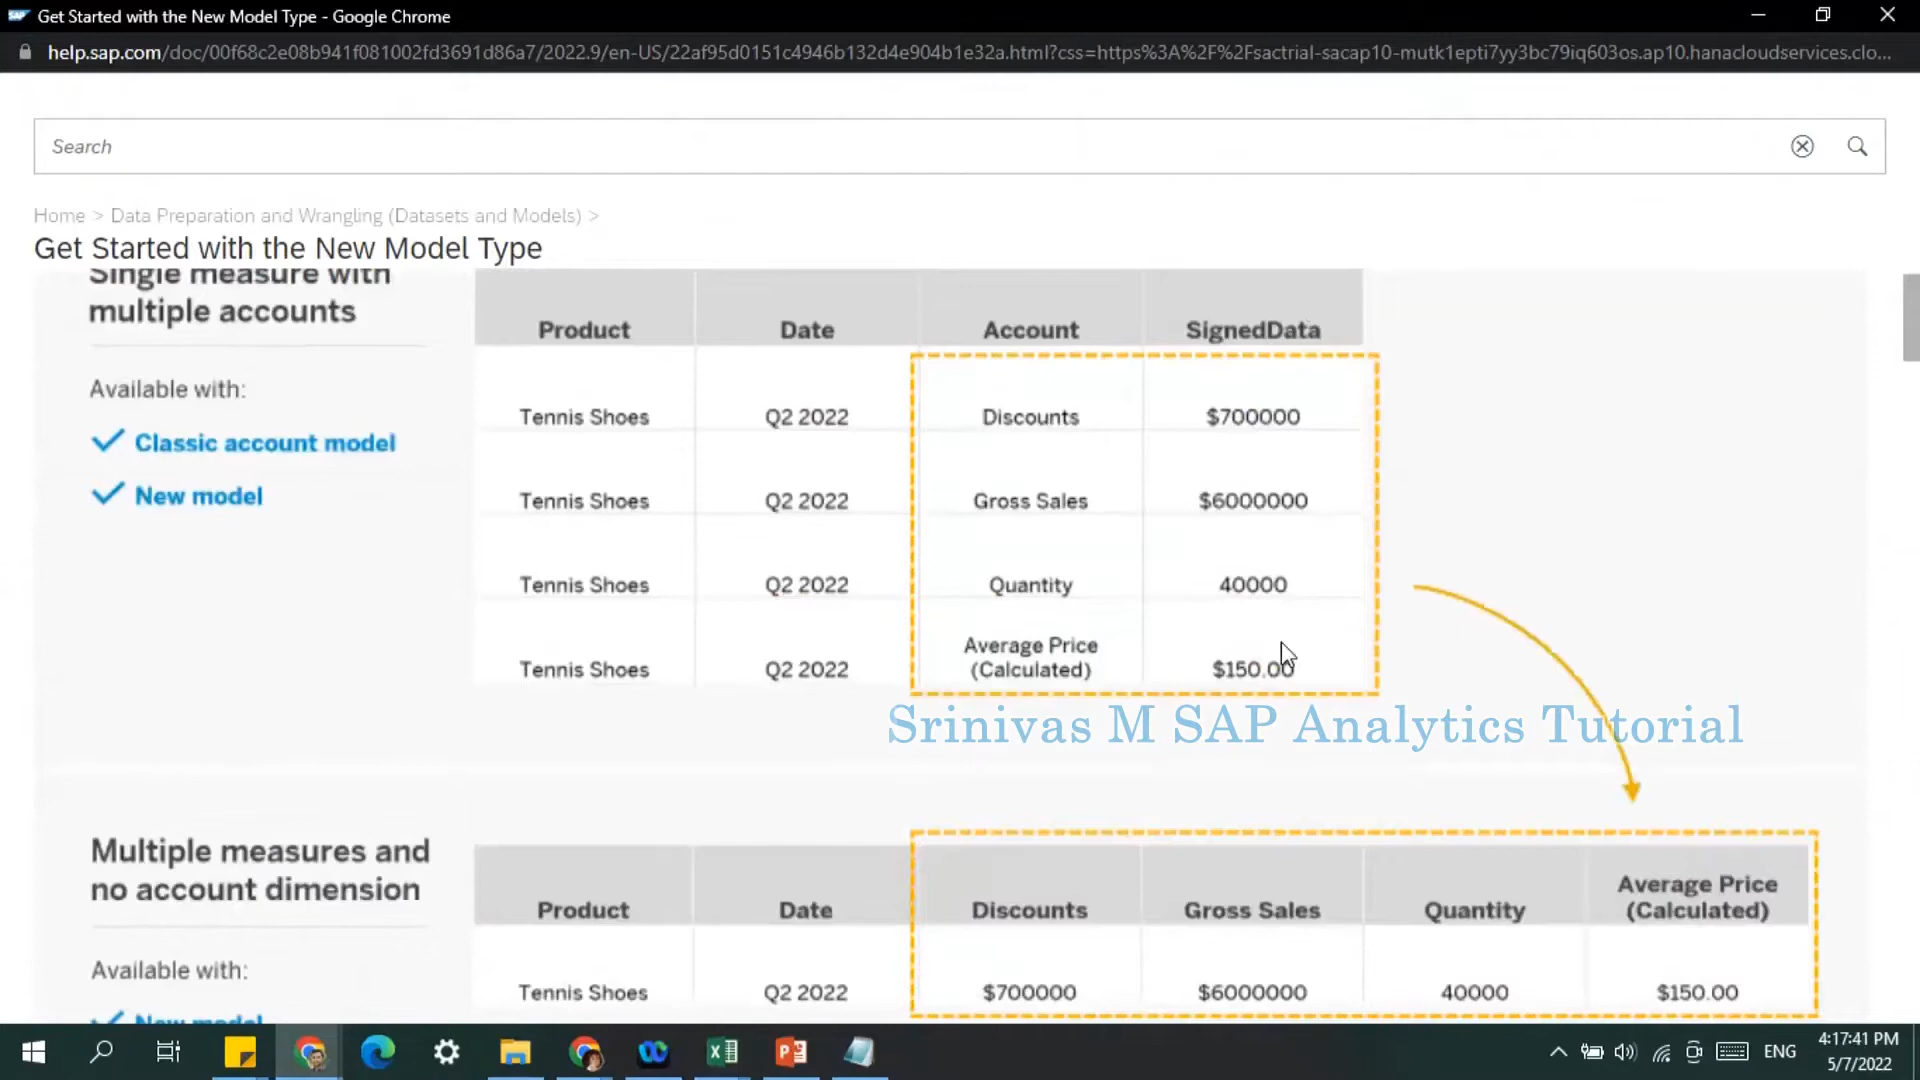 Get Started with the New Model Type - Google Chrome
help.sap.com/doc/00f68c2e08b941f081002fd3691d86a7/2022.9/en-US/22af95d0151c4946b132d4e904b1e32a.html?css=https%3A%2F%2Fsactrial-sacap10-mutk1epti7yy3bc79iq603os.ap10.hanacloudservices.clo...
Search
Home > Data Preparation and Wrangling (Datasets and Models) >
Get Started with the New Model Type
Single measure with
multiple accounts
Available with:
Classic account model
New model
Product Date Account SignedData
Tennis Shoes Q2 2022 Discounts $700000
Tennis Shoes Q2 2022 Gross Sales $6000000
Tennis Shoes Q2 2022 Quantity 40000
Average Price
Tennis Shoes Q2 2022 (Calculated) $150.00
Srinivas M SAP Analytics Tutorial
Multiple measures and
no account dimension
Available with:
New model
Average Price
Product Date Discounts Gross Sales Quantity (Calculated)
Tennis Shoes Q2 2022 $700000 $6000000 40000 $150.00
ENG
4:17:41 PM
5/7/2022